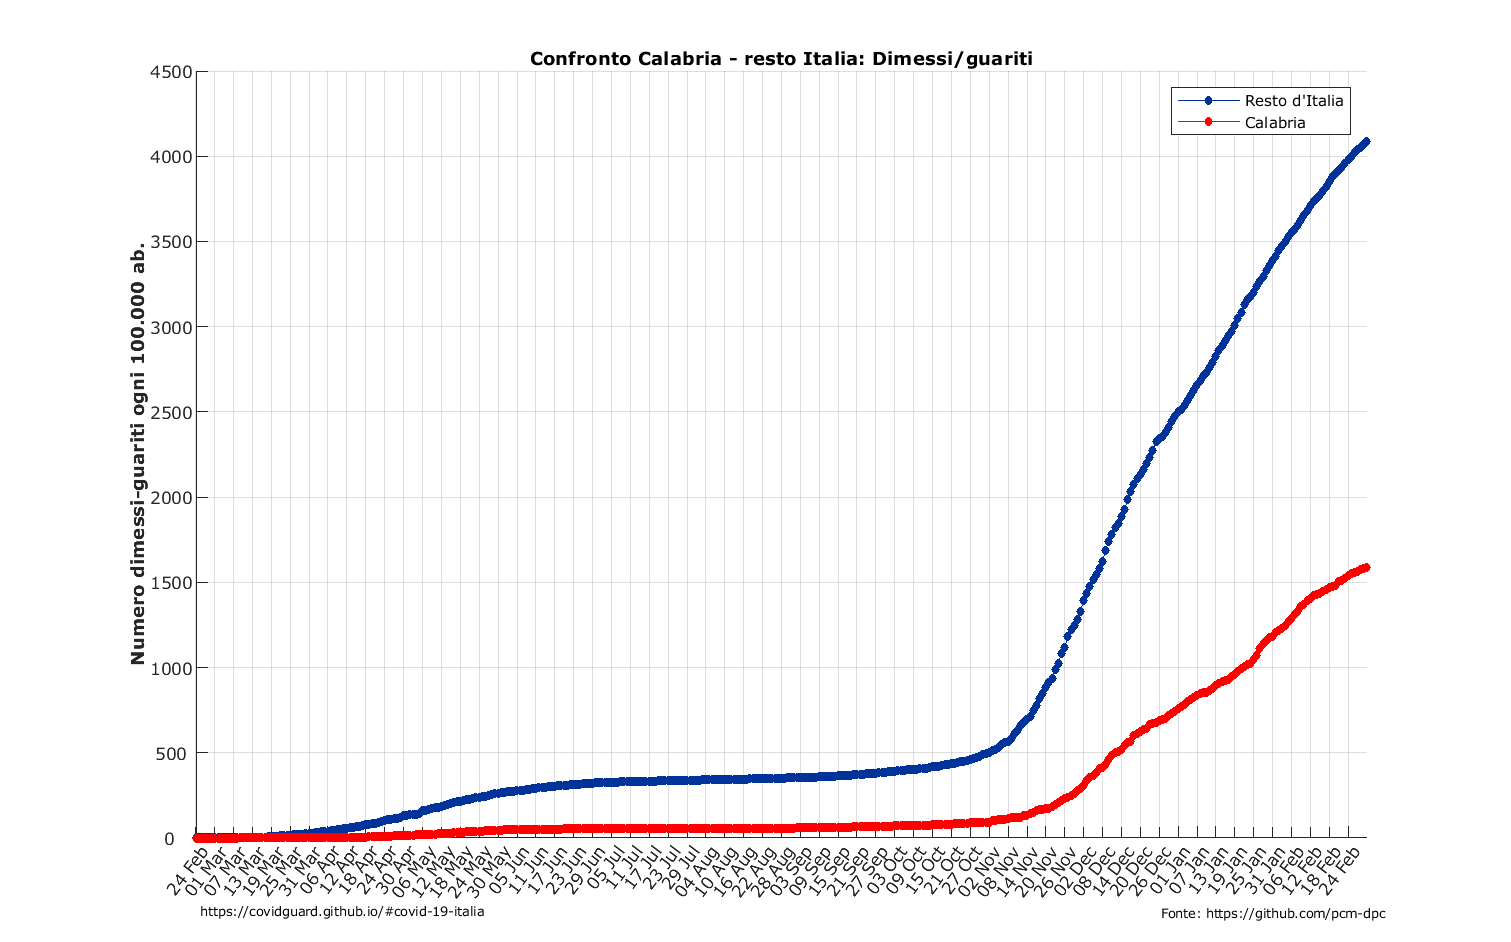 Confronto Calabria - resto Italia: Dimessi/guariti
Resto d'Italia
Calabria
Numero dimessi-guariti ogni 100.000 ab.
4500
4000
3500
3000
2500
2000
1500
1000
500
0
24 Feb
01 Mar
07 Mar
13 Mar
19 Mar
25 Mar
31 Mar
06 Apr
12 Apr
18 Apr
24 Apr
30 Apr
06 May
12 May
18 May
24 May
30 May
05 Jun
11 Jun
17 Jun
23 Jun
29 Jun
05 Jul
11 Jul
17 Jul
23 Jul
29 Jul
04 Aug
10 Aug
16 Aug
22 Aug
28 Aug
03 Sep
09 Sep
15 Sep
21 Sep
27 Sep
03 Oct
09 Oct
15 Oct
21 Oct
27 Oct
02 Nov
08 Nov
14 Nov
20 Nov
26 Nov
02 Dec
08 Dec
14 Dec
20 Dec
26 Dec
01 Jan
07 Jan
13 Jan
19 Jan
25 Jan
31 Jan
06 Feb
12 Feb
18 Feb
24 Feb
https://covidguard.github.io/#covid-19-italia
Fonte: https://github.com/pcm-dpc